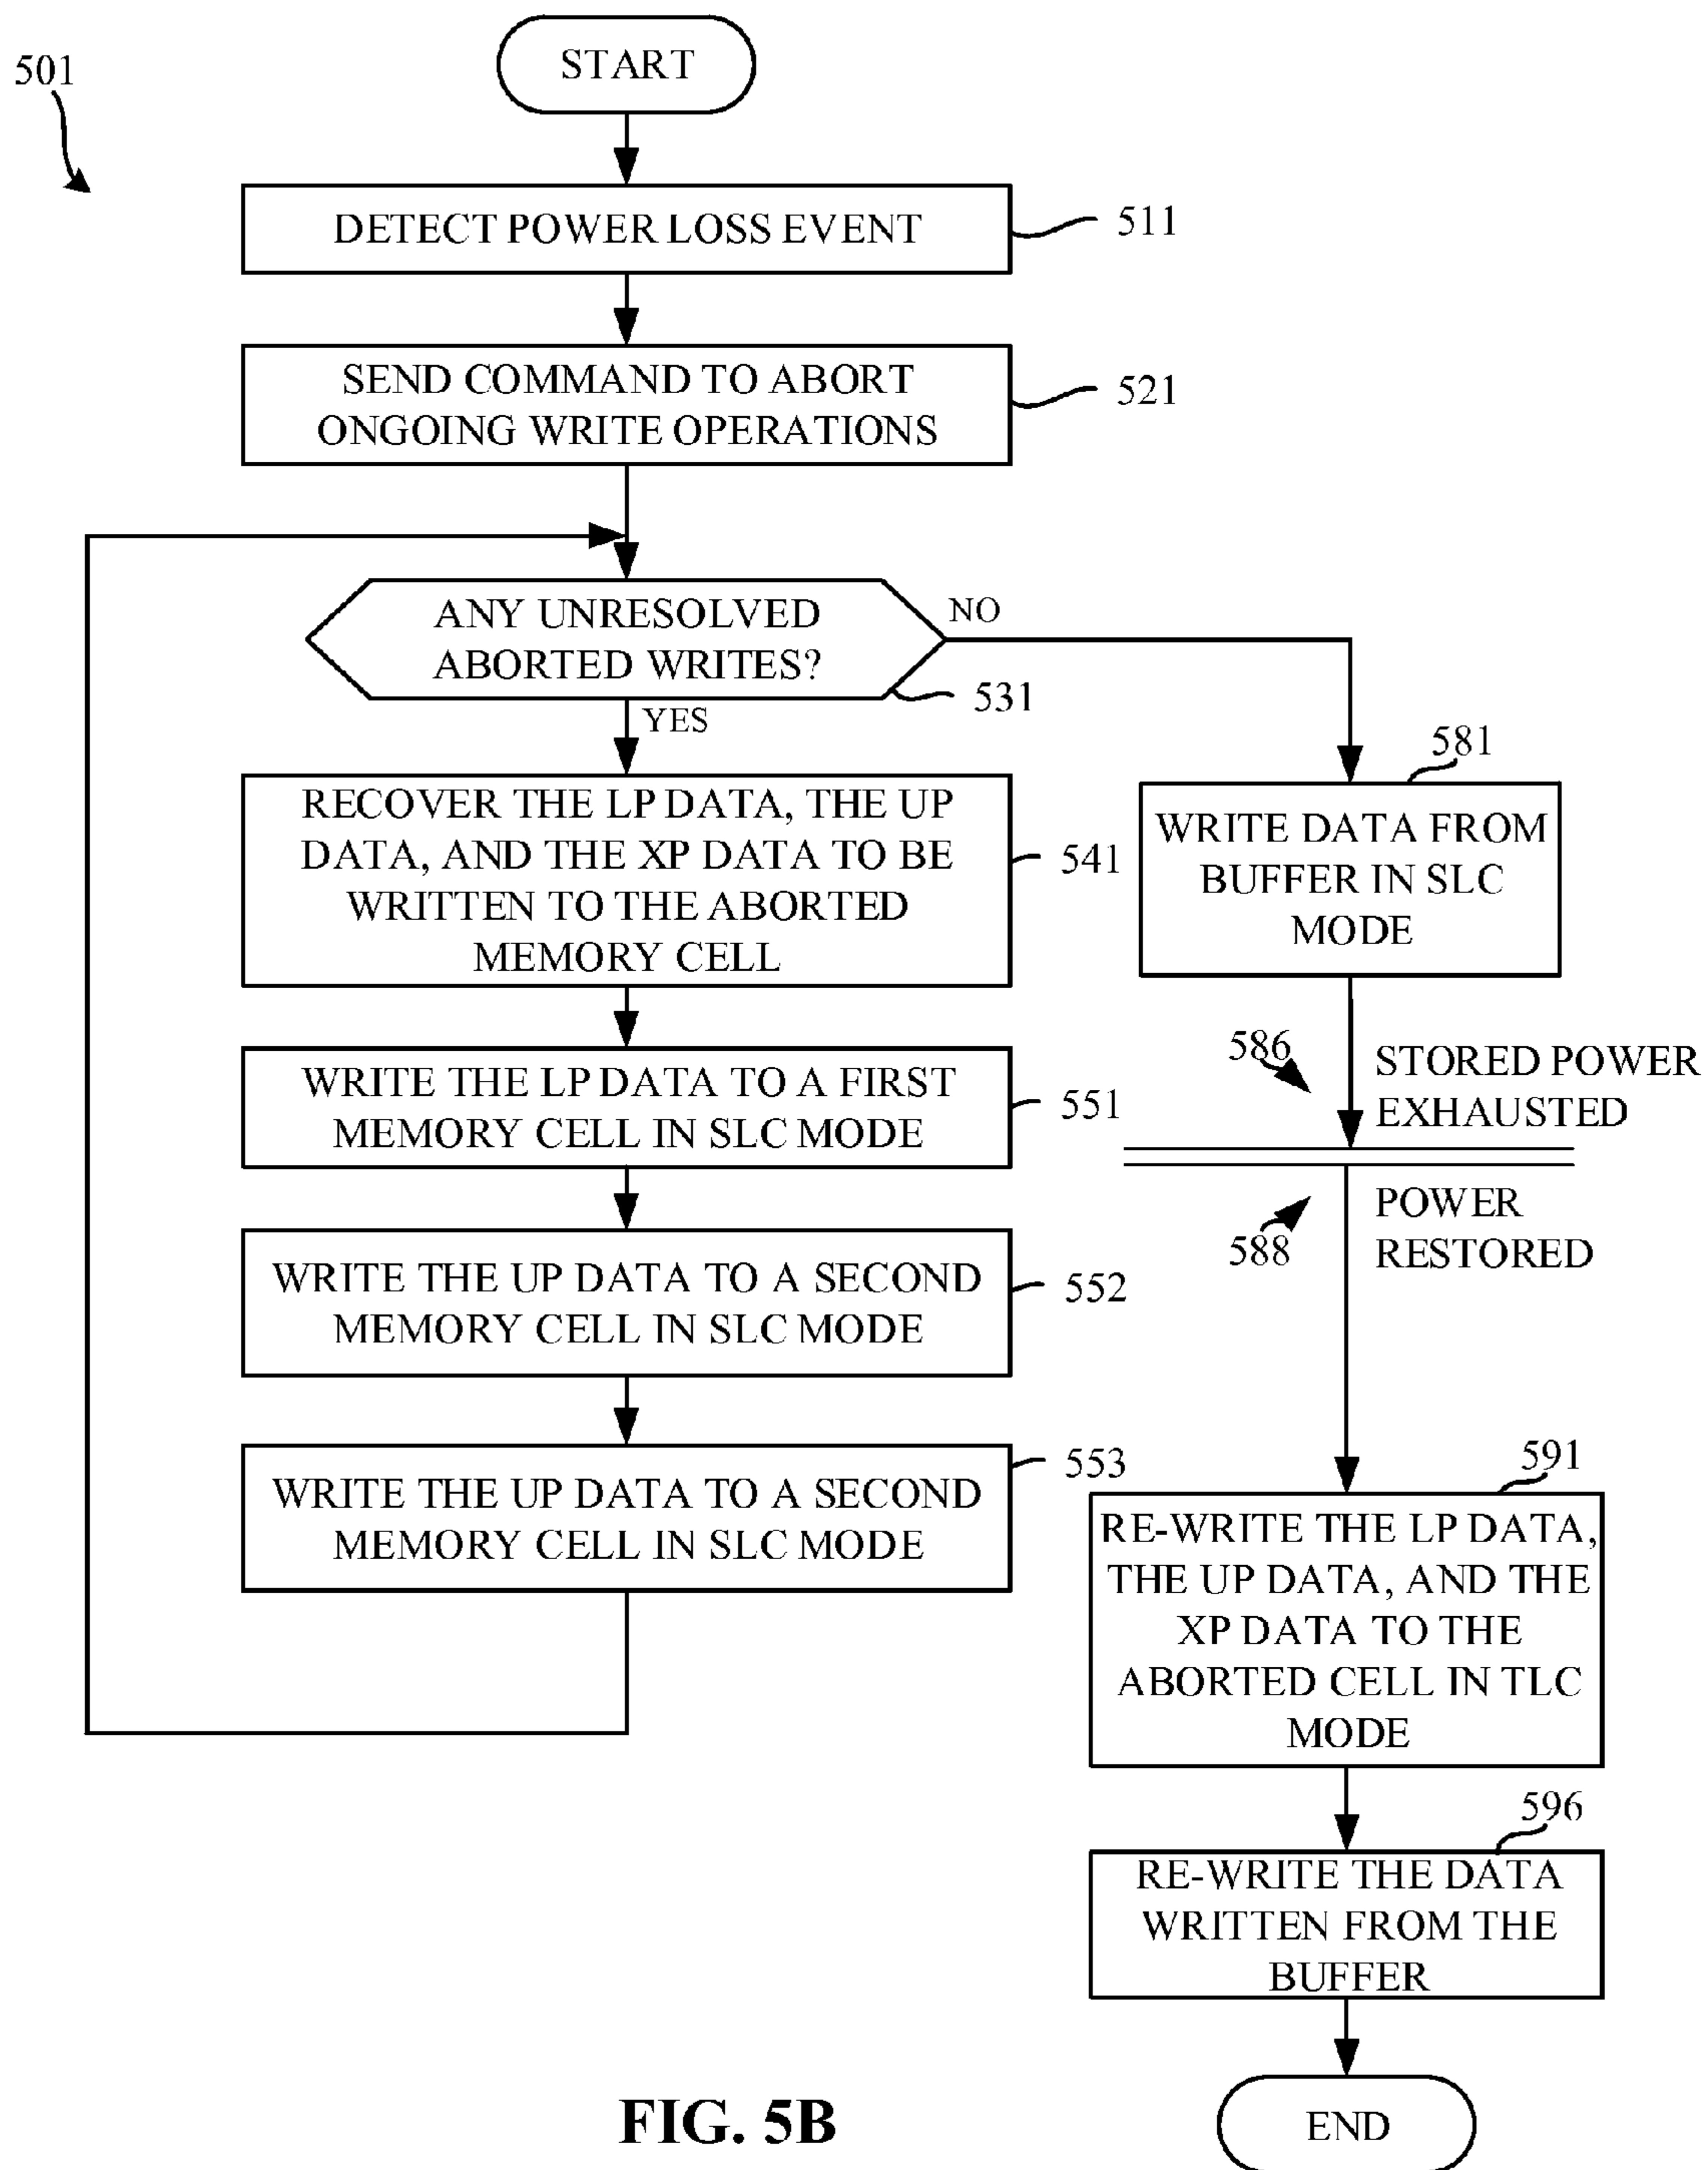 501
START
DETECT POWER LOSS EVENT
511
SEND COMMAND TO ABORT
ONGOING WRITE OPERATIONS
521
ANY UNRESOLVED
ABORTED WRITES?
NO
531
YES
RECOVER THE LP DATA, THE UP
DATA, AND THE XP DATA TO BE
WRITTEN TO THE ABORTED
MEMORY CELL
541
WRITE THE LP DATA TO A FIRST
MEMORY CELL IN SLC MODE
551
WRITE THE UP DATA TO A SECOND
MEMORY CELL IN SLC MODE
552
WRITE THE UP DATA TO A SECOND
MEMORY CELL IN SLC MODE
553
581
WRITE DATA FROM
BUFFER IN SLC
MODE
586
STORED POWER
EXHAUSTED
588
POWER
RESTORED
591
RE-WRITE THE LP DATA,
THE UP DATA, AND THE
XP DATA TO THE
ABORTED CELL IN TLC
MODE
596
RE-WRITE THE DATA
WRITTEN FROM THE
BUFFER
END
FIG. 5B